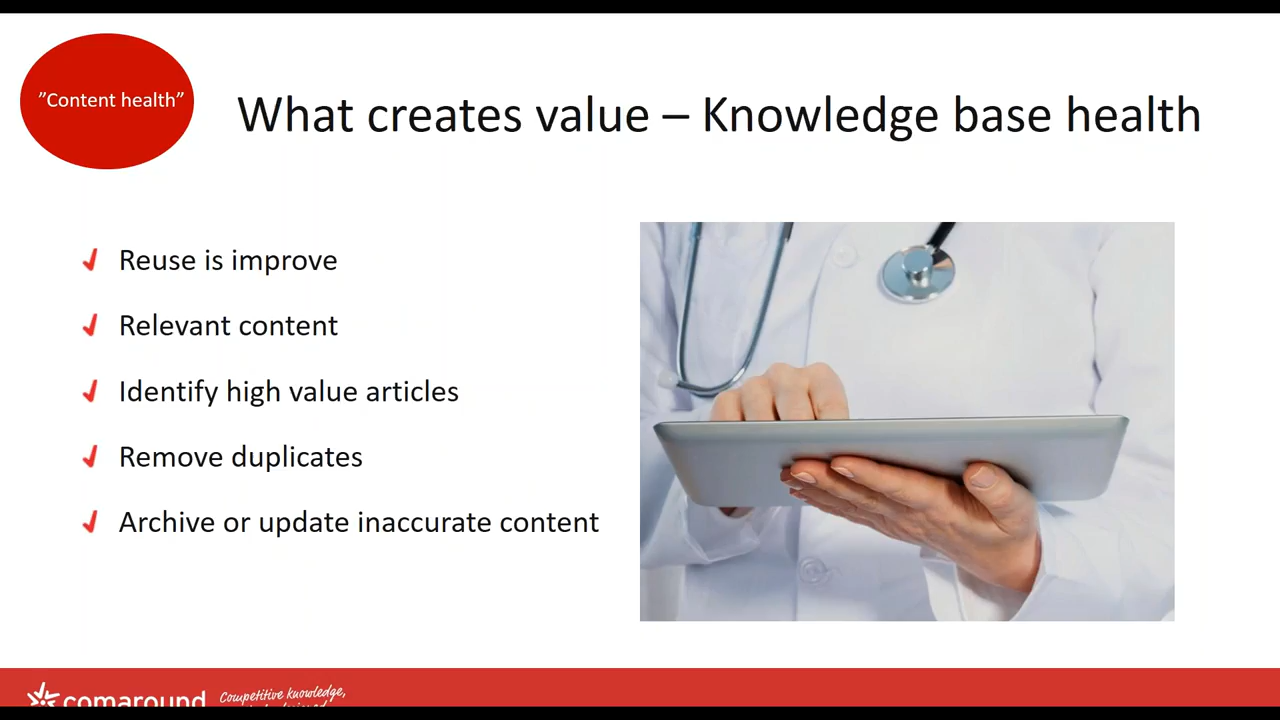 ”Content health”
What creates value – Knowledge base health
Reuse is improve
Relevant content
Identify high value articles
Remove duplicates
Archive or update inaccurate content
comaround
Competitive knowledge,